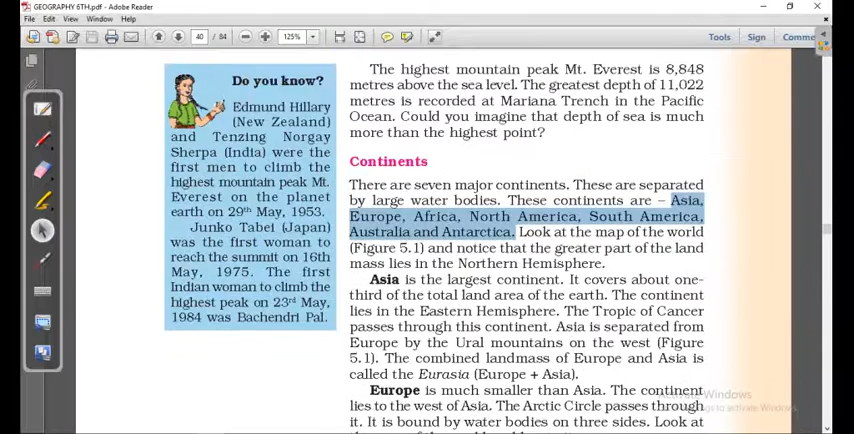 GEOGRAPHY 6TH.pdf - Adobe Reader
File Edit View Window Help
40 / 84 125% Tools Sign Comme
Do you know?
Edmund Hillary
(New Zealand)
and Tenzing Norgay
Sherpa (India) were the
first men to climb the
highest mountain peak Mt.
Everest on the planet
earth on 29th May, 1953.
Junko Tabei (Japan)
was the first woman to
reach the summit on 16th
May, 1975. The first
Indian woman to climb the
highest peak on 23rd May,
1984 was Bachendri Pal.
The highest mountain peak Mt. Everest is 8,848
metres above the sea level. The greatest depth of 11,022
metres is recorded at Mariana Trench in the Pacific
Ocean. Could you imagine that depth of sea is much
more than the highest point?
Continents
There are seven major continents. These are separated
by large water bodies. These continents are – Asia,
Europe, Africa, North America, South America,
Australia and Antarctica. Look at the map of the world
(Figure 5.1) and notice that the greater part of the land
mass lies in the Northern Hemisphere.
Asia is the largest continent. It covers about one-
third of the total land area of the earth. The continent
lies in the Eastern Hemisphere. The Tropic of Cancer
passes through this continent. Asia is separated from
Europe by the Ural mountains on the west (Figure
5.1). The combined landmass of Europe and Asia is
called the Eurasia (Europe + Asia).
Europe is much smaller than Asia. The continent
lies to the west of Asia. The Arctic Circle passes through
it. It is bound by water bodies on three sides. Look at
Activate Windows
to activate Windows.